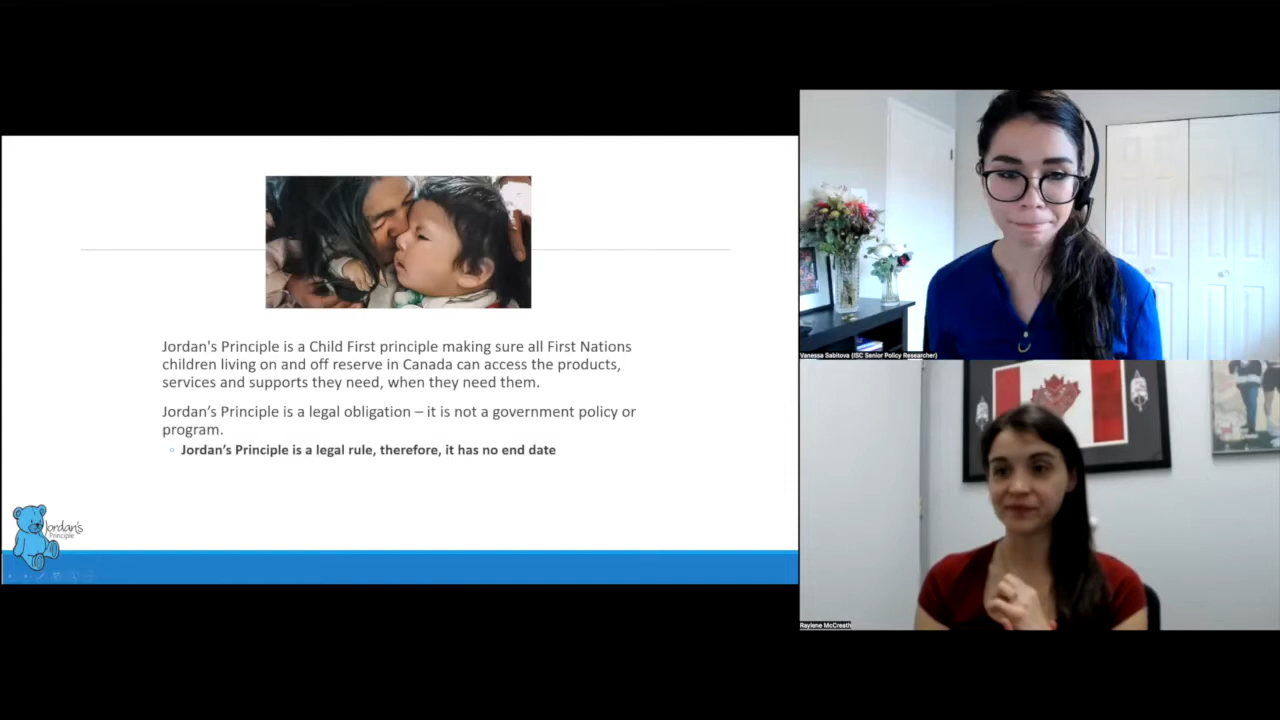 Jordan's Principle is a Child First principle making sure all First Nations
children living on and off reserve in Canada can access the products,
services and supports they need, when they need them.
Jordan's Principle is a legal obligation – it is not a government policy or
program.
Jordan's Principle is a legal rule, therefore, it has no end date
Jordan's
Principle
Vanessa Sabitova (ISC Senior Policy Researcher)
Raylene McCreath